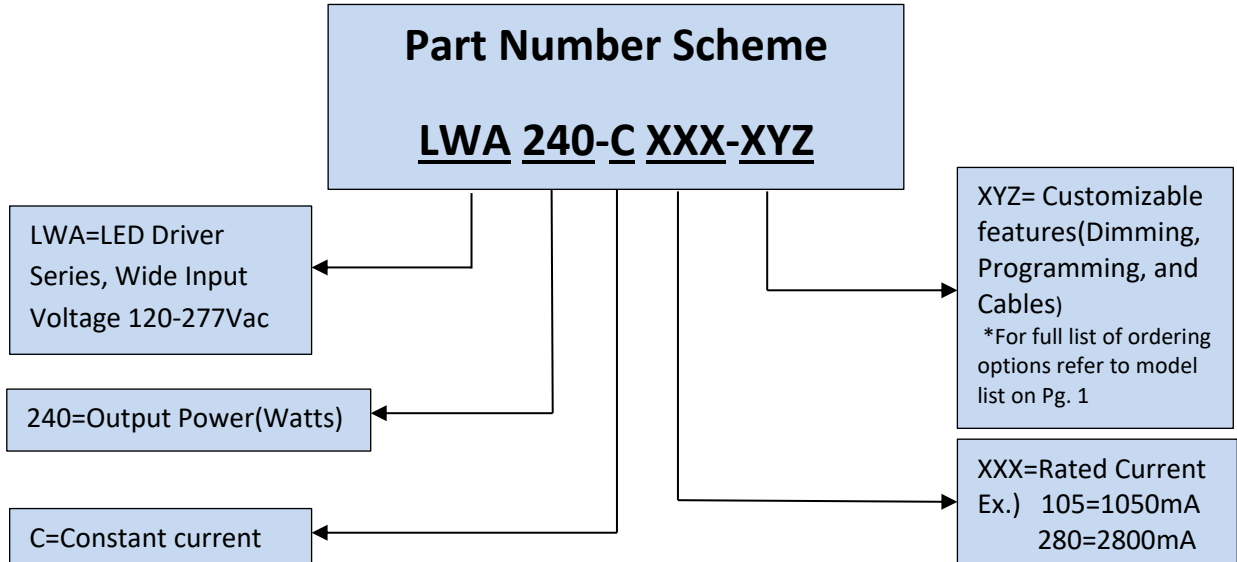 Part Number Scheme
LWA 240-C XXX-XYZ
LWA=LED Driver
Series, Wide Input
Voltage 120-277Vac
240=Output Power(Watts)
C=Constant current
XYZ= Customizable
features(Dimming,
Programming, and
Cables)
*For full list of ordering
options refer to model
list on Pg. 1
XXX=Rated Current
Ex.) 105=1050mA
280=2800mA